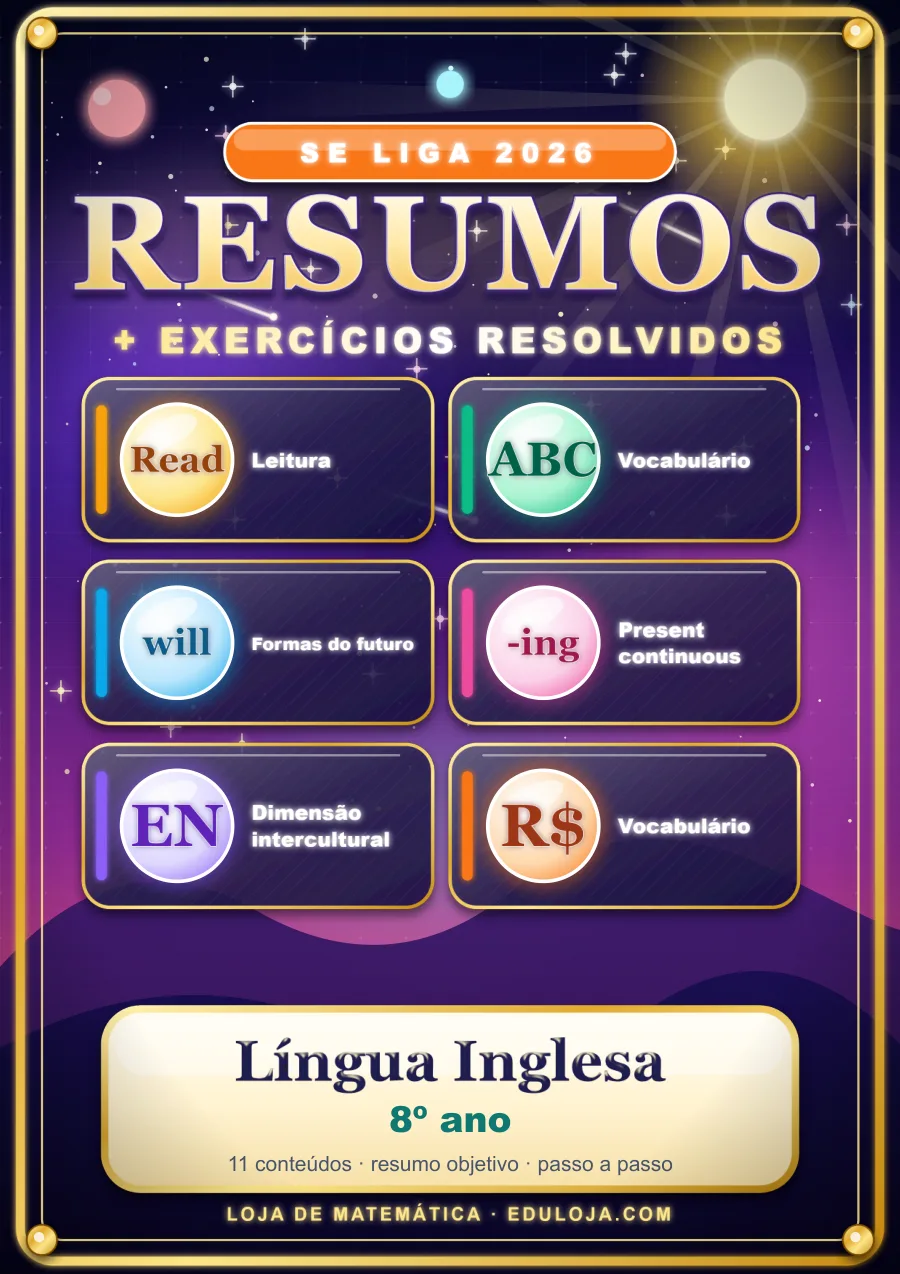 SE LIGA 2026
RESUMOS
+ EXERCÍCIOS RESOLVIDOS
Read
Leitura
ABC
Vocabulário
will
Formas do futuro
-ing
Present
continuous
EN
Dimensão
intercultural
R$
Vocabulário
Língua Inglesa
8º ano
11 conteúdos · resumo objetivo · passo a passo
LOJA DE MATEMÁTICA · EDULOJA.COM